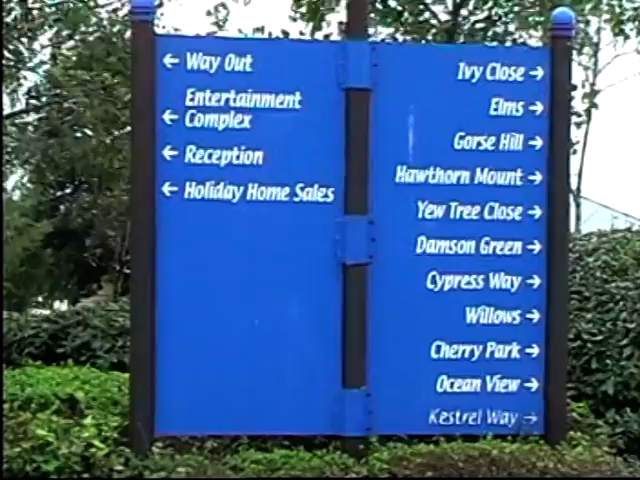 ← Way Out
Entertainment
← Complex
← Reception
← Holiday Home Sales
Ivy Close →
Elms →
Gorse Hill →
Hawthorn Mount →
Yew Tree Close →
Damson Green →
Cypress Way →
Willows →
Cherry Park →
Ocean View →
Kestrel Way →